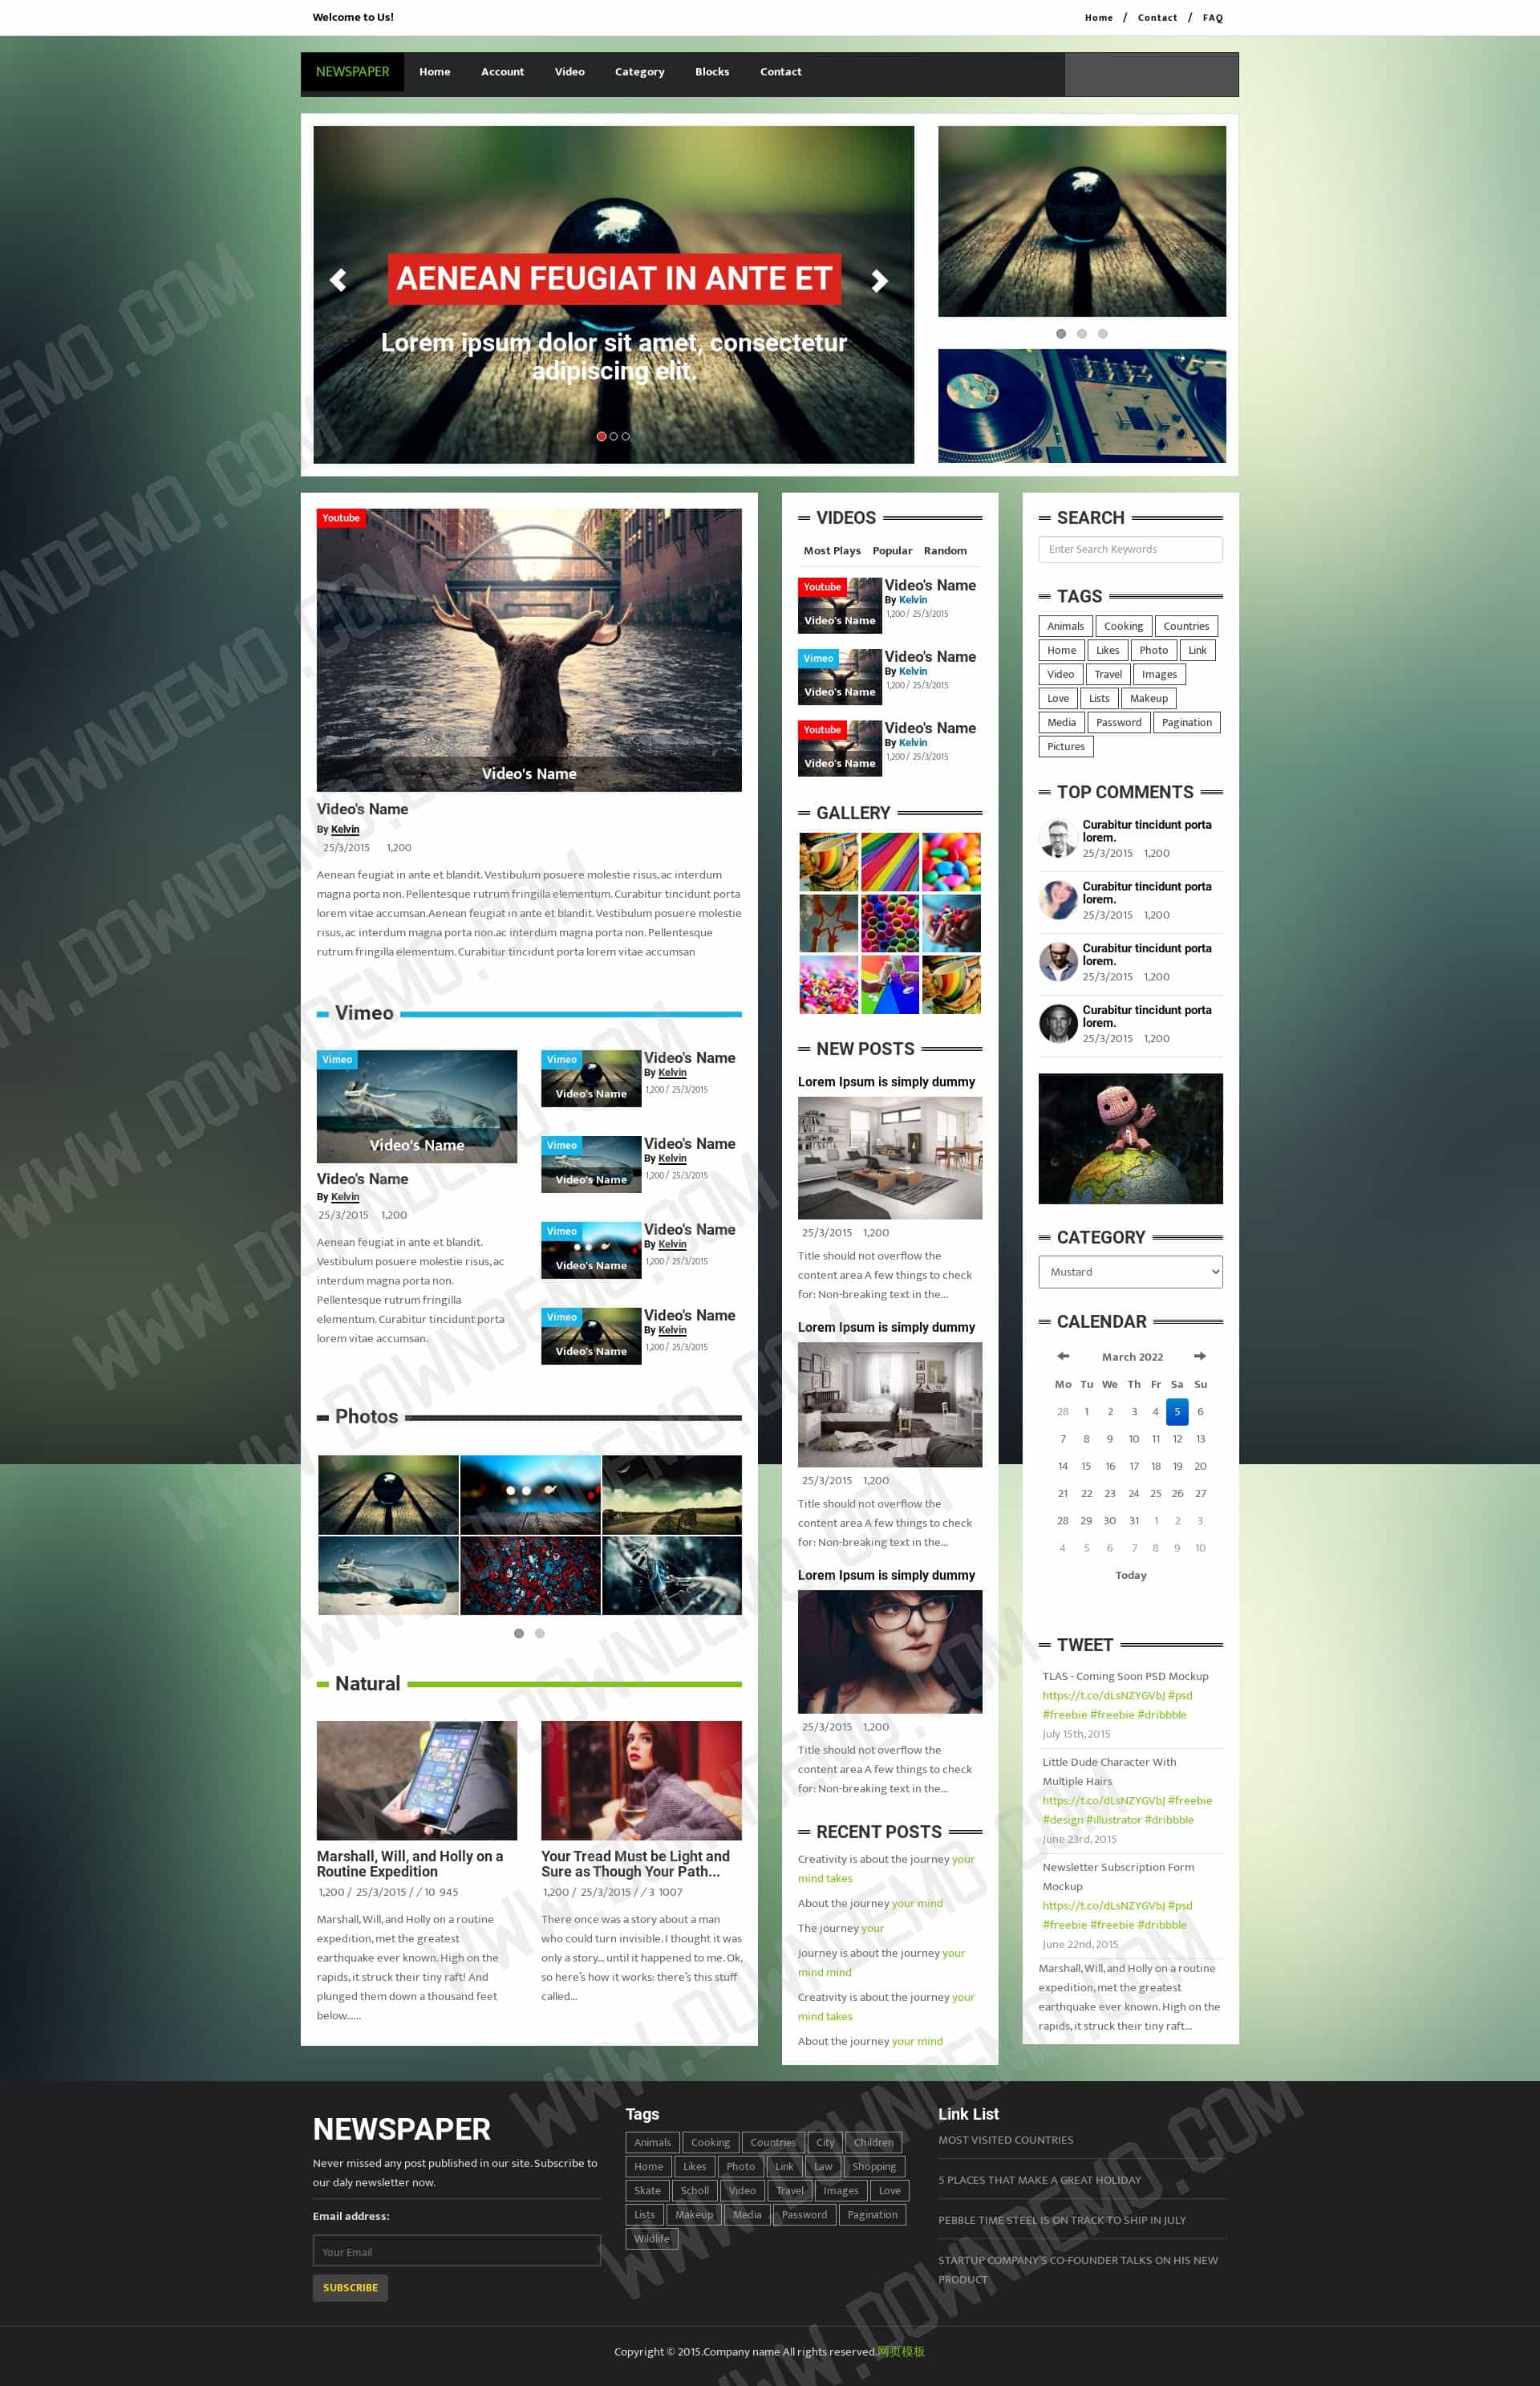 Welcome to Us!
Home / Contact / FAQ
NEWSPAPER Home Account Video Category Blocks Contact
AENEAN FEUGIAT IN ANTE ET
Lorem ipsum dolor sit amet, consectetur
adipiscing elit.
Youtube
Video's Name
Video's Name
By Kelvin
25/3/2015 1,200
Aenean feugiat in ante et blandit. Vestibulum posuere molestie risus, ac interdum
magna porta non. Pellentesque rutrum fringilla elementum. Curabitur tincidunt porta
lorem vitae accumsan.Aenean feugiat in ante et blandit. Vestibulum posuere molestie
risus, ac interdum magna porta non.ac interdum magna porta non. Pellentesque
rutrum fringilla elementum. Curabitur tincidunt porta lorem vitae accumsan
Vimeo
Vimeo
Video's Name
Video's Name
By Kelvin
25/3/2015 1,200
Aenean feugiat in ante et blandit.
Vestibulum posuere molestie risus, ac
interdum magna porta non.
Pellentesque rutrum fringilla
elementum. Curabitur tincidunt porta
lorem vitae accumsan.
Vimeo
Video's Name
Video's Name
By Kelvin
1,200 / 25/3/2015
Vimeo
Video's Name
Video's Name
By Kelvin
1,200 / 25/3/2015
Vimeo
Video's Name
Video's Name
By Kelvin
1,200 / 25/3/2015
Vimeo
Video's Name
Video's Name
By Kelvin
1,200 / 25/3/2015
Photos
Natural
Marshall, Will, and Holly on a
Routine Expedition
1,200 / 25/3/2015 / / 10 945
Marshall, Will, and Holly on a routine
expedition, met the greatest
earthquake ever known. High on the
rapids, it struck their tiny raft! And
plunged them down a thousand feet
below......
Your Tread Must be Light and
Sure as Though Your Path...
1,200 / 25/3/2015 / / 3 1007
There once was a story about a man
who could turn invisible. I thought it was
only a story... until it happened to me. Ok,
so here's how it works: there's this stuff
called...
VIDEOS
Most Plays Popular Random
Youtube
Video's Name
Video's Name
By Kelvin
1,200 / 25/3/2015
Vimeo
Video's Name
Video's Name
By Kelvin
1,200 / 25/3/2015
Youtube
Video's Name
Video's Name
By Kelvin
1,200 / 25/3/2015
GALLERY
NEW POSTS
Lorem Ipsum is simply dummy
25/3/2015 1,200
Title should not overflow the
content area A few things to check
for: Non-breaking text in the...
Lorem Ipsum is simply dummy
25/3/2015 1,200
Title should not overflow the
content area A few things to check
for: Non-breaking text in the...
Lorem Ipsum is simply dummy
25/3/2015 1,200
Title should not overflow the
content area A few things to check
for: Non-breaking text in the...
RECENT POSTS
Creativity is about the journey your
mind takes
About the journey your mind
The journey your
Journey is about the journey your
mind mind
Creativity is about the journey your
mind takes
About the journey your mind
SEARCH
Enter Search Keywords
TAGS
Animals Cooking Countries
Home Likes Photo Link
Video Travel Images
Love Lists Makeup
Media Password Pagination
Pictures
TOP COMMENTS
Curabitur tincidunt porta
lorem.
25/3/2015 1,200
Curabitur tincidunt porta
lorem.
25/3/2015 1,200
Curabitur tincidunt porta
lorem.
25/3/2015 1,200
Curabitur tincidunt porta
lorem.
25/3/2015 1,200
CATEGORY
Mustard
CALENDAR
March 2022
Mo Tu We Th Fr Sa Su
28 1 2 3 4 5 6
7 8 9 10 11 12 13
14 15 16 17 18 19 20
21 22 23 24 25 26 27
28 29 30 31 1 2 3
4 5 6 7 8 9 10
Today
TWEET
TLAS - Coming Soon PSD Mockup
https://t.co/dLsNZYGVbJ #psd
#freebie #freebie #dribbble
July 15th, 2015
Little Dude Character With
Multiple Hairs
https://t.co/dLsNZYGVbJ #freebie
#design #illustrator #dribbble
June 23rd, 2015
Newsletter Subscription Form
Mockup
https://t.co/dLsNZYGVbJ #psd
#freebie #freebie #dribbble
June 22nd, 2015
Marshall, Will, and Holly on a routine
expedition, met the greatest
earthquake ever known. High on the
rapids, it struck their tiny raft...
NEWSPAPER
Never missed any post published in our site. Subscribe to
our daly newsletter now.
Email address:
Your Email
SUBSCRIBE
Tags
Animals Cooking Countries City Children
Home Likes Photo Link Law Shopping
Skate Scholl Video Travel Images Love
Lists Makeup Media Password Pagination
Wildlife
Link List
MOST VISITED COUNTRIES
5 PLACES THAT MAKE A GREAT HOLIDAY
PEBBLE TIME STEEL IS ON TRACK TO SHIP IN JULY
STARTUP COMPANY'S CO-FOUNDER TALKS ON HIS NEW
PRODUCT
Copyright © 2015.Company name All rights reserved.网页模板
WWW.DOWNDEMO.COM